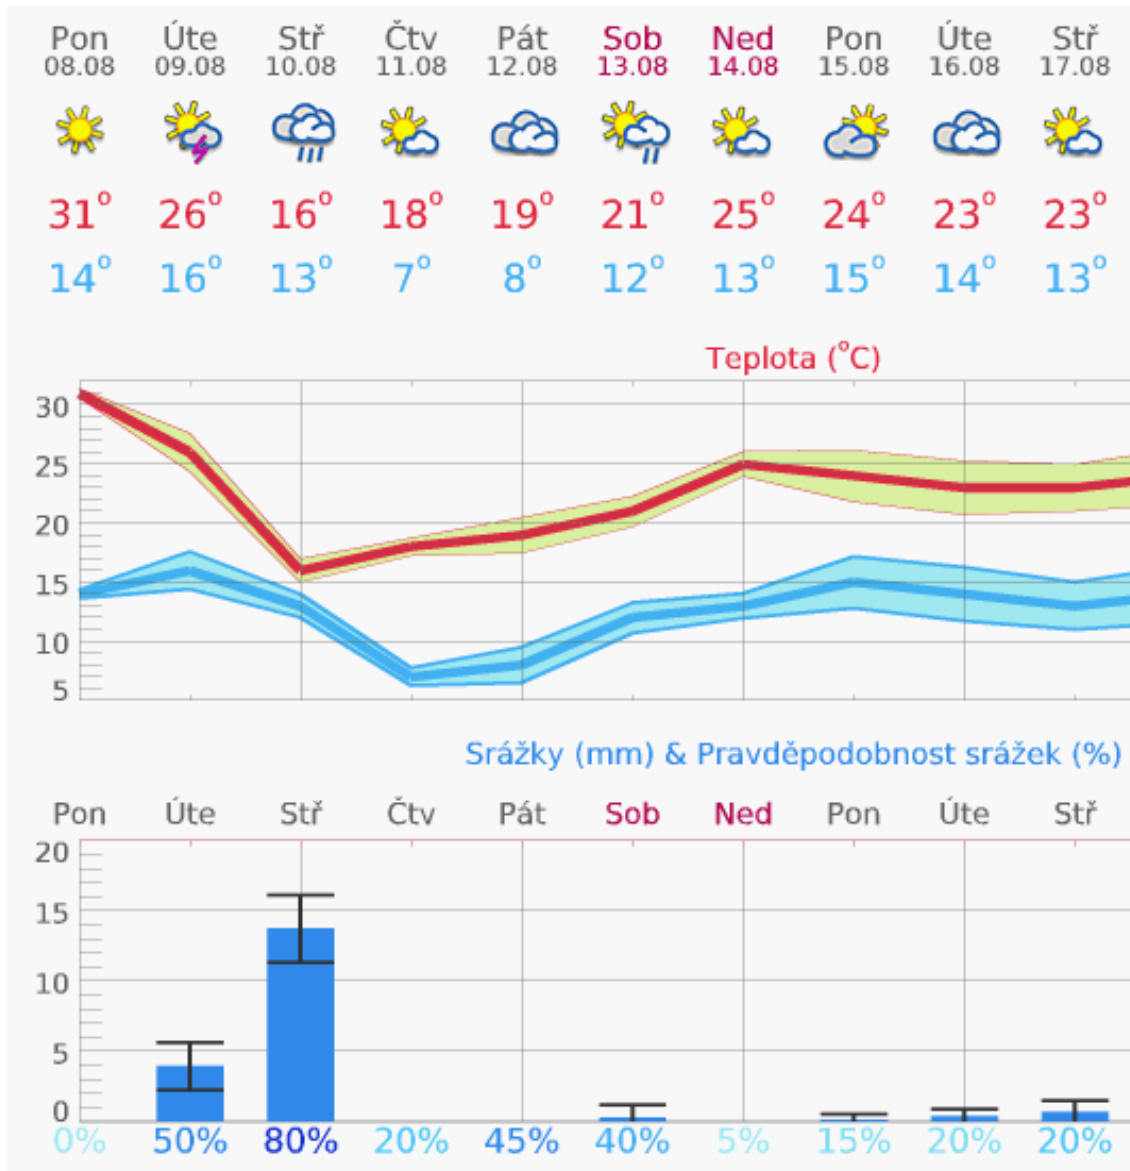 Pon Úte Stř Čtv Pát Sob Ned Pon Úte Stř
08.08 09.08 10.08 11.08 12.08 13.08 14.08 15.08 16.08 17.08
31° 26° 16° 18° 19° 21° 25° 24° 23° 23°
14° 16° 13° 7° 8° 12° 13° 15° 14° 13°
Teplota (°C)
30
25
20
15
10
5
Srážky (mm) & Pravděpodobnost srážek (%)
Pon Úte Stř Čtv Pát Sob Ned Pon Úte Stř
20
15
10
5
0
0% 50% 80% 20% 45% 40% 5% 15% 20% 20%